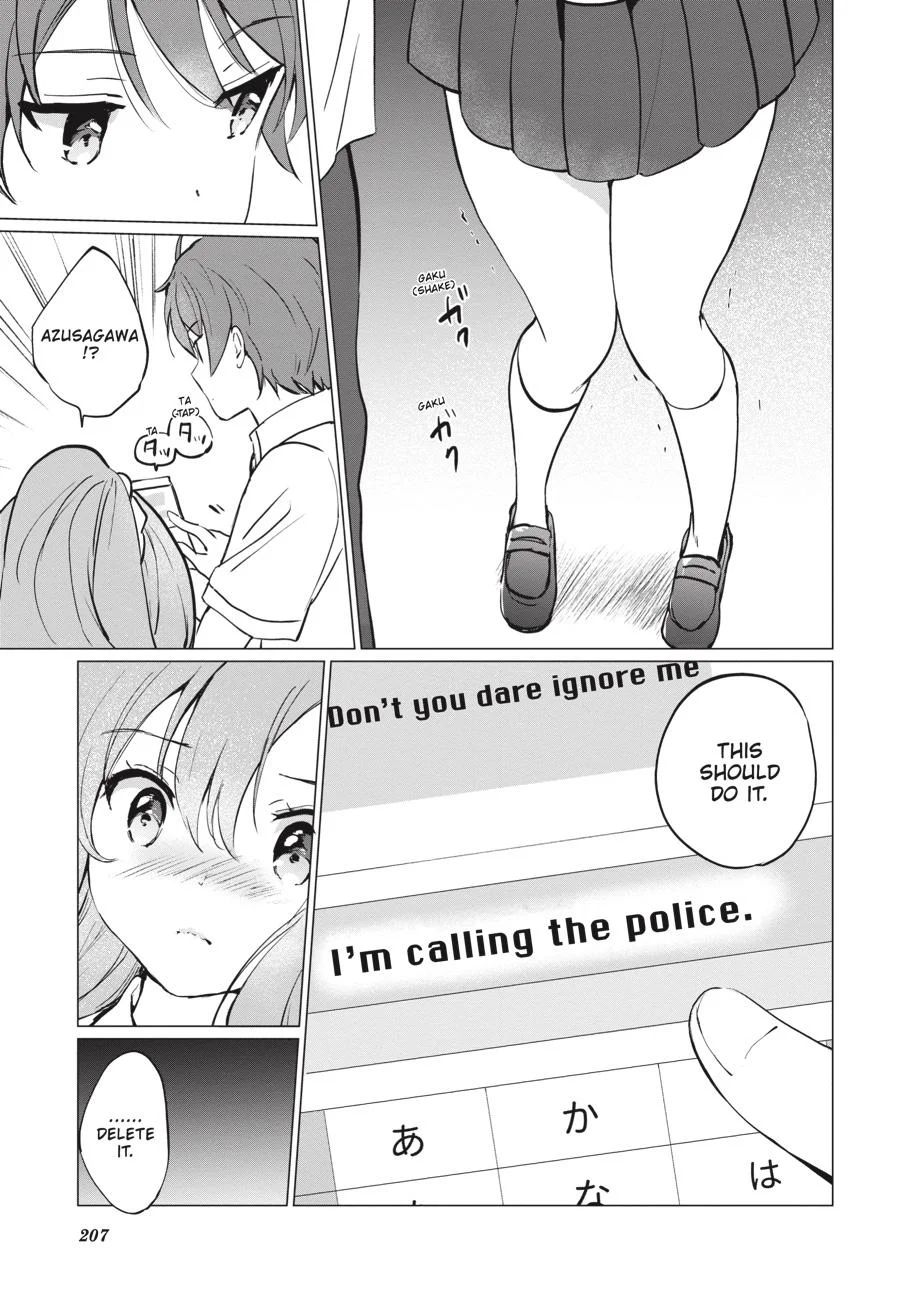 GAKU
(SHAKE)
ガク
GAKU
ガク
AZUSAGAWA
!?
TA
(TAP)
タッ
TA
タッ
Don't you dare ignore me
THIS
SHOULD
DO IT.
I'm calling the police.
あ
か
な
は
......
DELETE
IT.
207